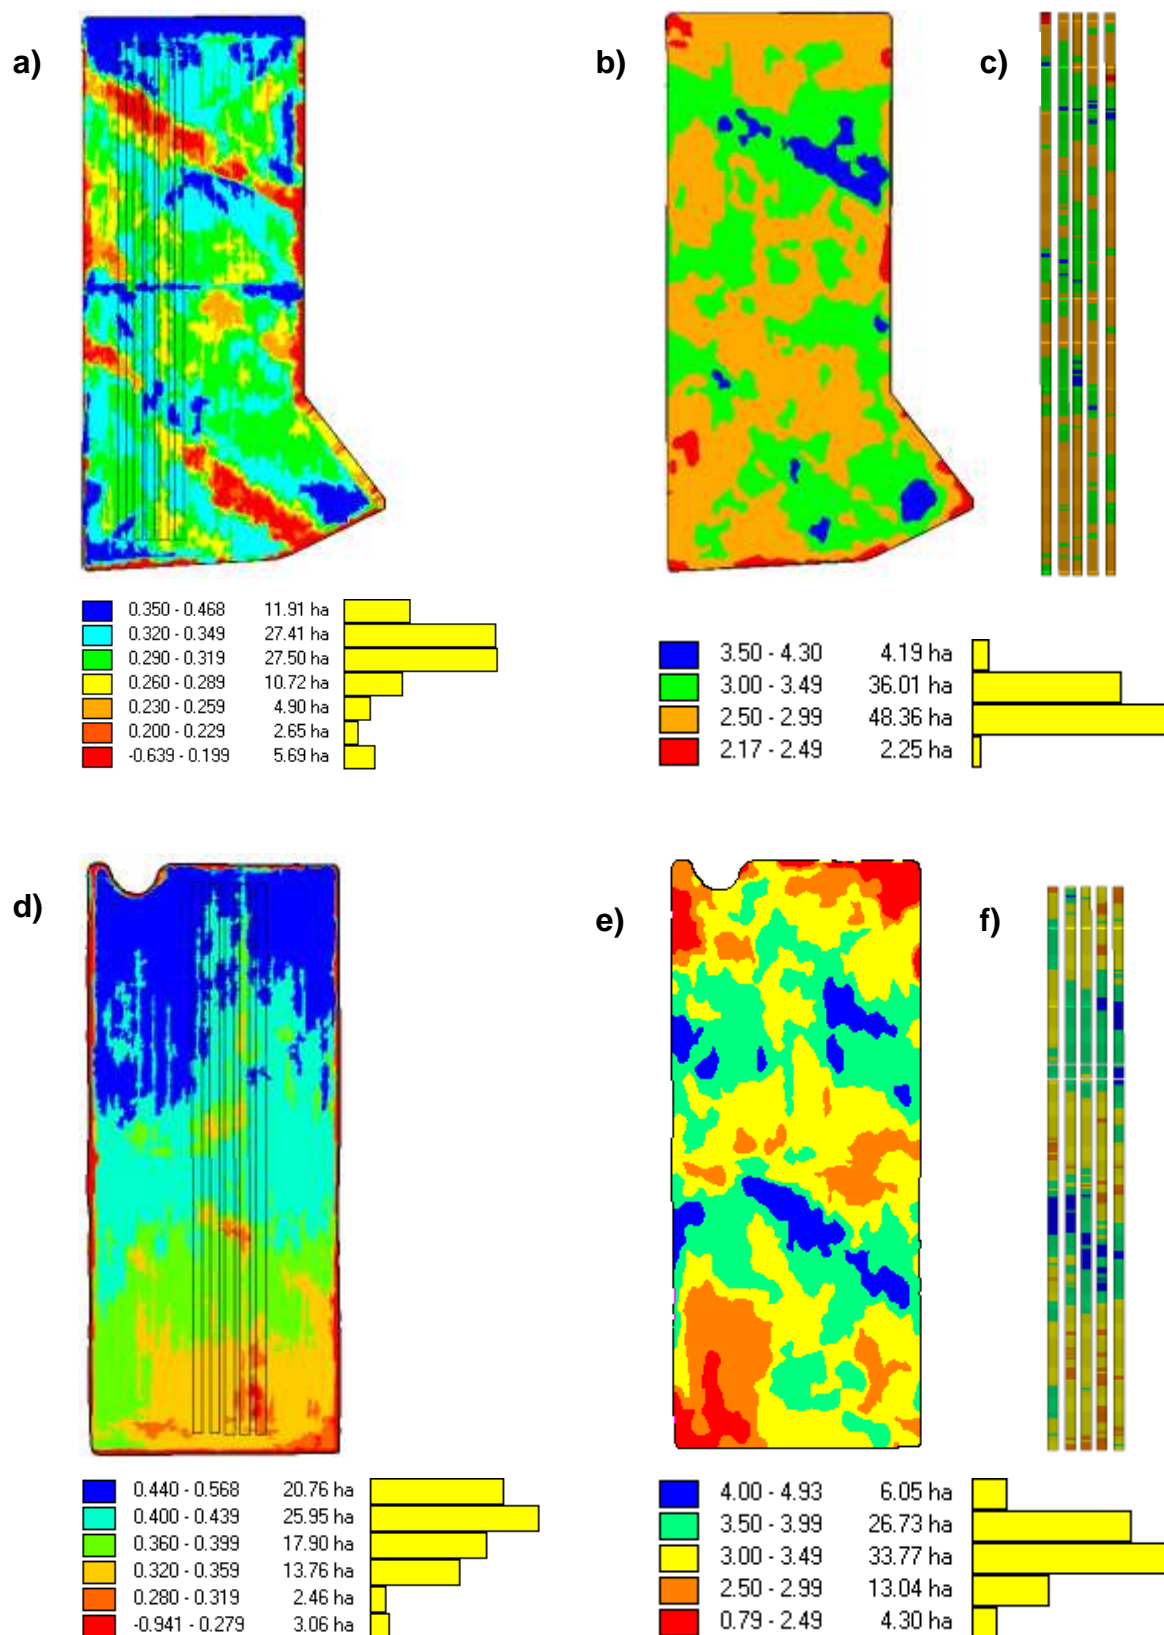 a)
b)
c)
0.350 - 0.468 11.91 ha
0.320 - 0.349 27.41 ha
0.290 - 0.319 27.50 ha
0.260 - 0.289 10.72 ha
0.230 - 0.259 4.90 ha
0.200 - 0.229 2.65 ha
-0.639 - 0.199 5.69 ha
3.50 - 4.30 4.19 ha
3.00 - 3.49 36.01 ha
2.50 - 2.99 48.36 ha
2.17 - 2.49 2.25 ha
d)
e)
f)
0.440 - 0.568 20.76 ha
0.400 - 0.439 25.95 ha
0.360 - 0.399 17.90 ha
0.320 - 0.359 13.76 ha
0.280 - 0.319 2.46 ha
-0.941 - 0.279 3.06 ha
4.00 - 4.93 6.05 ha
3.50 - 3.99 26.73 ha
3.00 - 3.49 33.77 ha
2.50 - 2.99 13.04 ha
0.79 - 2.49 4.30 ha